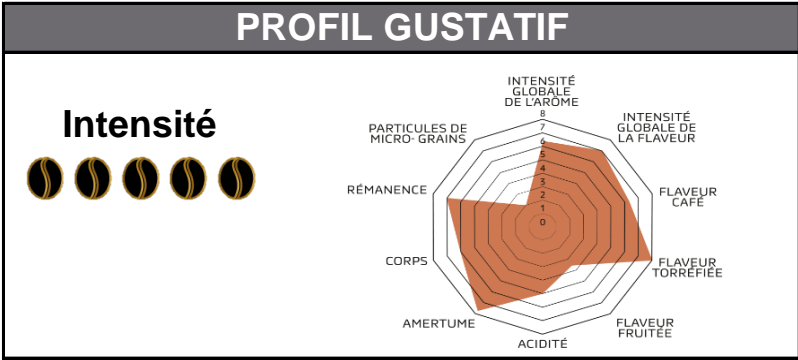 PROFIL GUSTATIF
Intensité
INTENSITÉ
GLOBALE
DE L'ARÔME
INTENSITÉ
GLOBALE DE
LA FLAVEUR
FLAVEUR
CAFÉ
FLAVEUR
TORRÉFIÉE
FLAVEUR
FRUITÉE
ACIDITÉ
AMERTUME
CORPS
RÉMANENCE
PARTICULES DE
MICRO- GRAINS
8
7
6
5
4
3
2
1
0